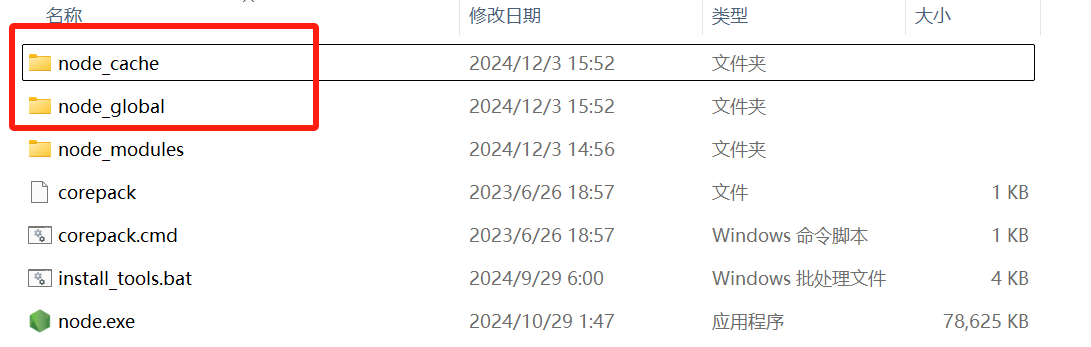 名称 修改日期 类型 大小
node_cache 2024/12/3 15:52 文件夹
node_global 2024/12/3 15:52 文件夹
node_modules 2024/12/3 14:56 文件夹
corepack 2023/6/26 18:57 文件 1 KB
corepack.cmd 2023/6/26 18:57 Windows 命令脚本 1 KB
install_tools.bat 2024/9/29 6:00 Windows 批处理文件 4 KB
node.exe 2024/10/29 1:47 应用程序 78,625 KB